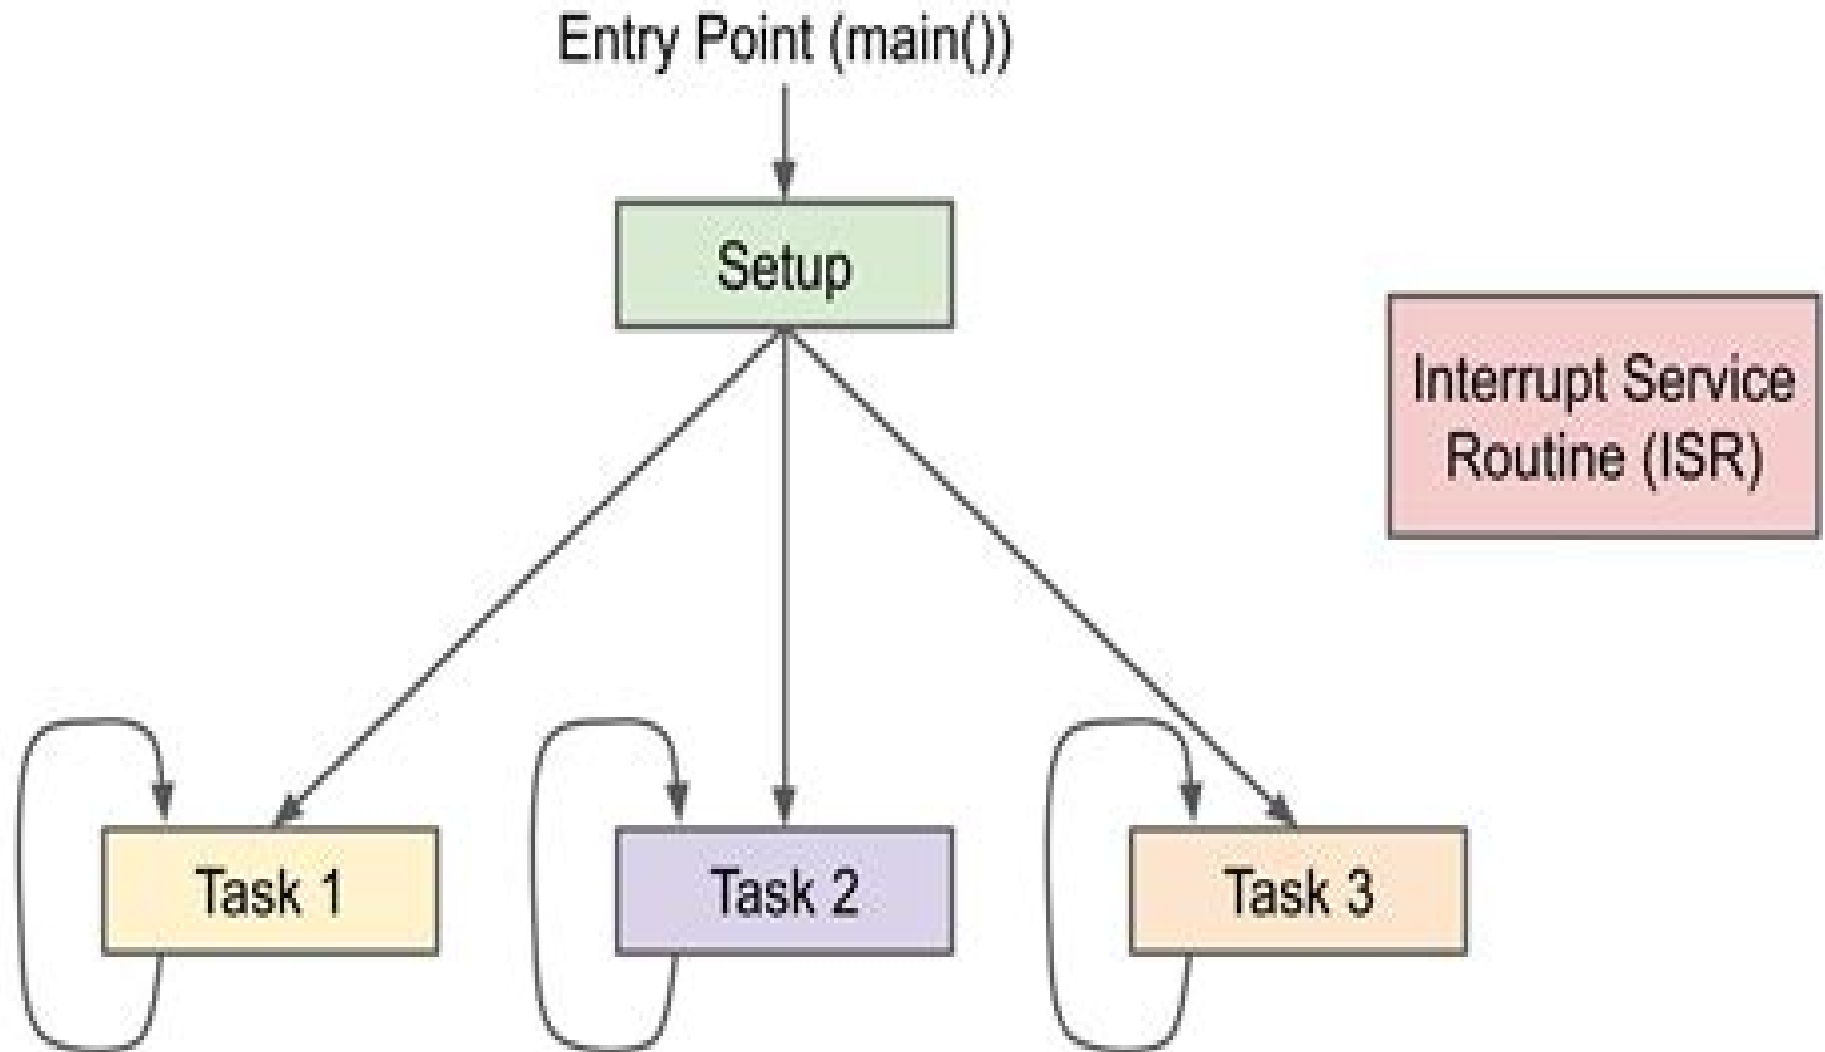 Entry Point (main())
Setup
Interrupt Service
Routine (ISR)
Task 1
Task 2
Task 3